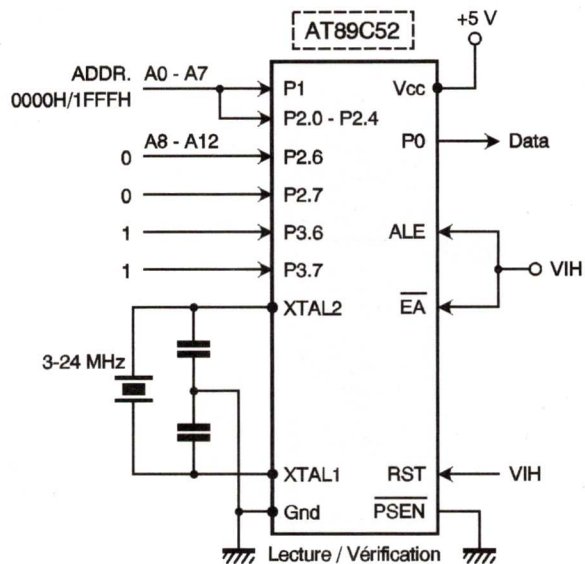 AT89C52
+5 V
ADDR. A0 - A7
0000H/1FFFH
P1
Vcc
P2.0 - P2.4
A8 - A12
0
P2.6
P0
Data
0
P2.7
1
P3.6
ALE
1
P3.7
VIH
XTAL2
EA
3-24 MHz
XTAL1
RST
VIH
Gnd
PSEN
Lecture / Vérification